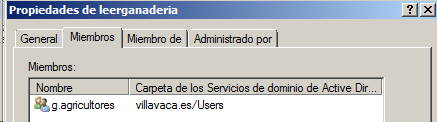 Propiedades de leerganaderia
General Miembros Miembro de Administrado por
Miembros:
Nombre Carpeta de los Servicios de dominio de Active Dir...
g.agricultores villavaca.es/Users